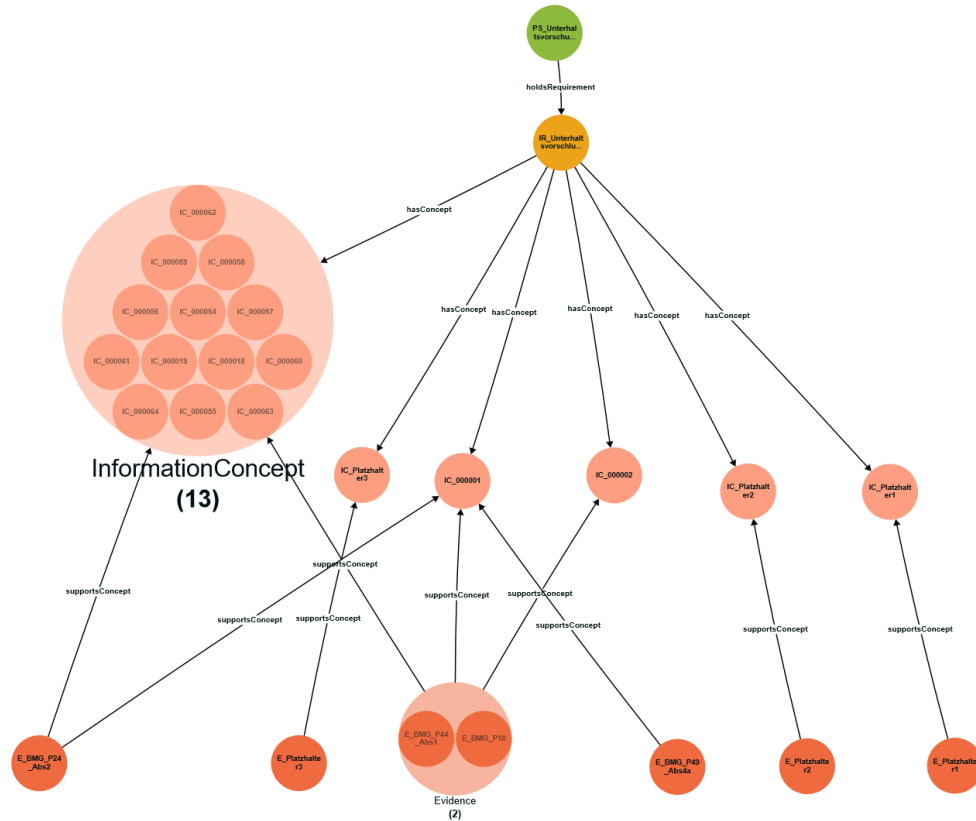 PS_Unterhal
tsvorschu...
holdsRequirement
IR_Unterhalt
svorschlu...
hasConcept
hasConcept
hasConcept
hasConcept
hasConcept
hasConcept
IC_000062
IC_000059
IC_000058
IC_000056
IC_000054
IC_000057
IC_000061
IC_000019
IC_000018
IC_000060
IC_000064
IC_000055
IC_000063
InformationConcept
(13)
IC_Platzhalt
er3
IC_000001
IC_000002
IC_Platzhalt
er2
IC_Platzhalt
er1
supportsConcept
supportsConcept
supportsConcept
supportsConcept
supportsConcept
supportsConcept
supportsConcept
supportsConcept
supportsConcept
E_BMG_P24
_Abs2
E_Platzhalte
r3
E_BMG_P44
_Abs1
E_BMG_P18
Evidence
(2)
E_BMG_P49
_Abs4a
E_Platzhalte
r2
E_Platzhalte
r1